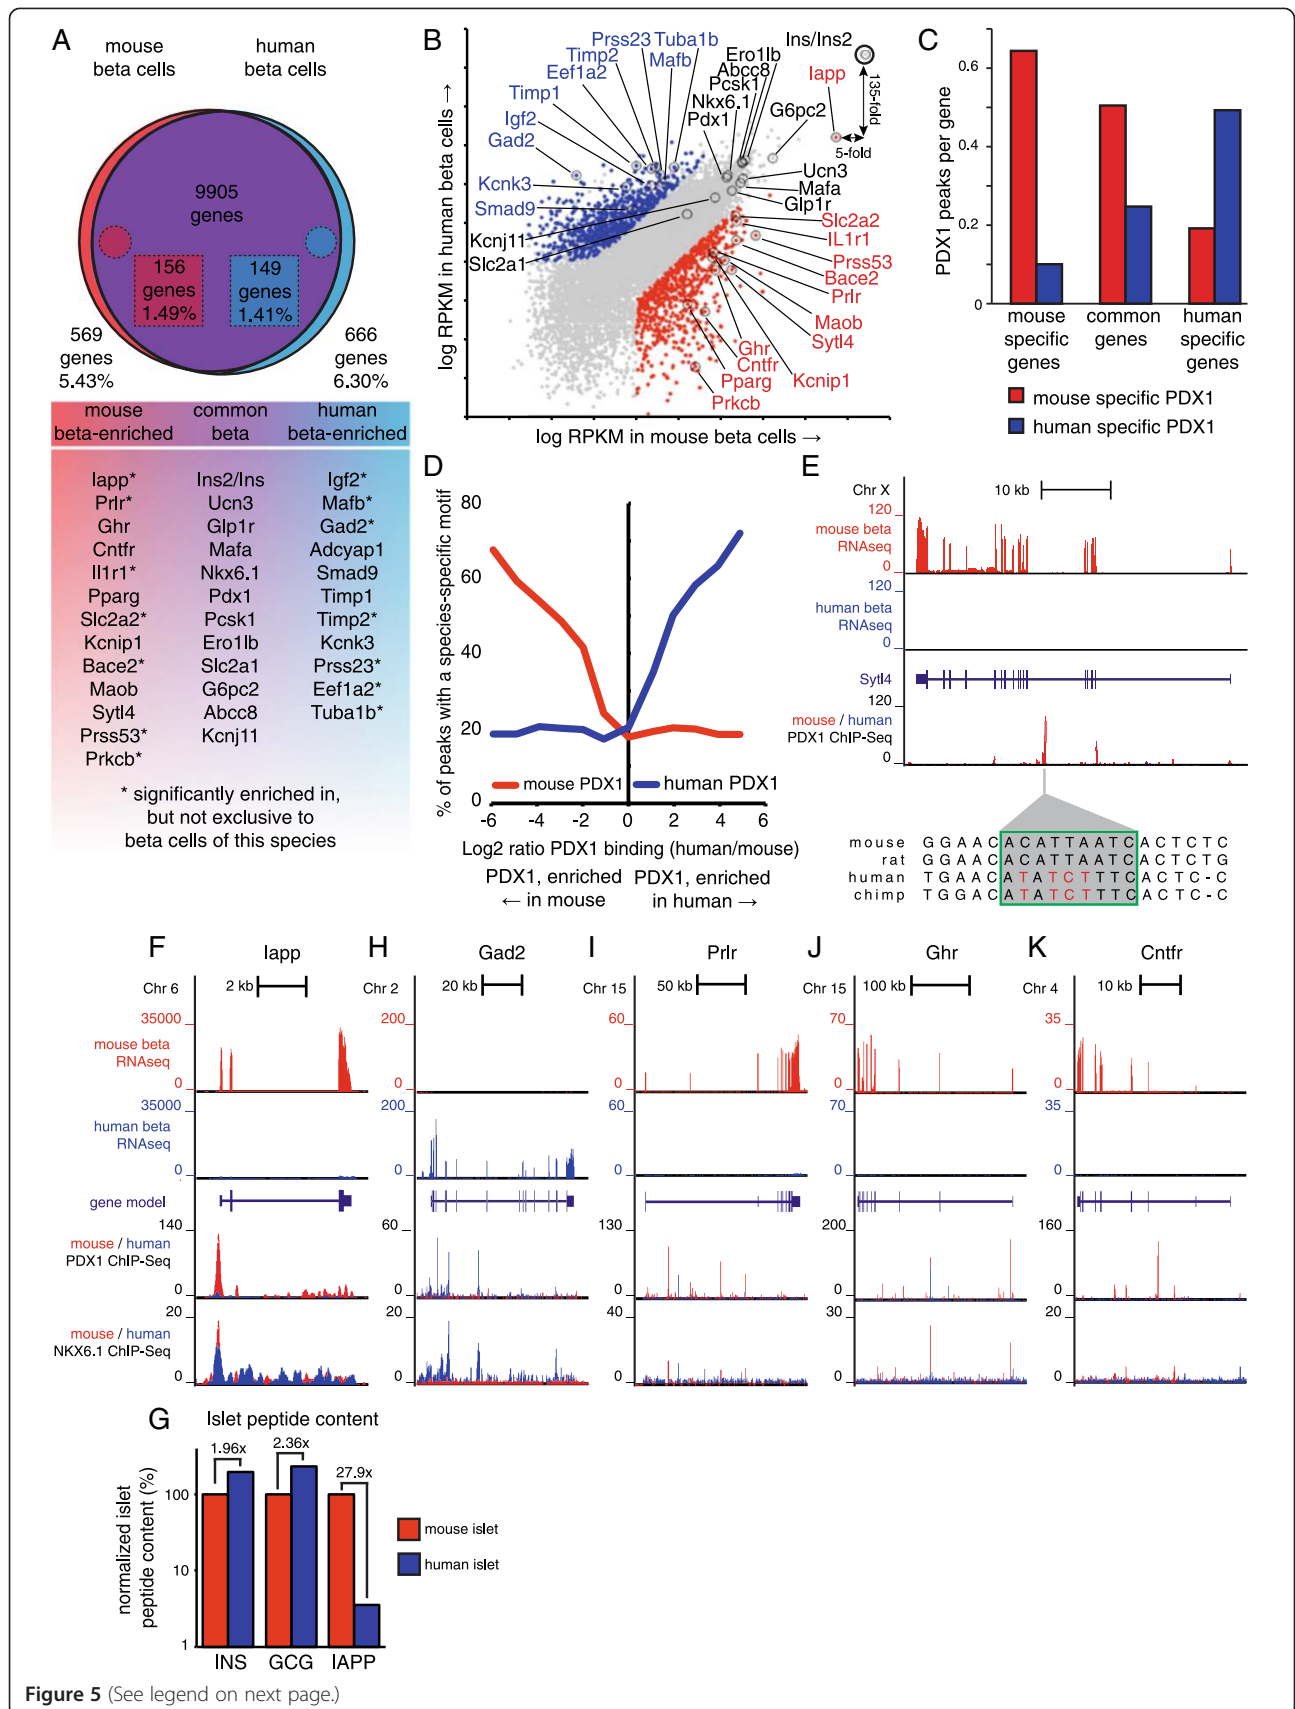 A
mouse
beta cells
human
beta cells
9905
genes
156
genes
1.49%
149
genes
1.41%
569
genes
5.43%
666
genes
6.30%
mouse
beta-enriched
common
beta
human
beta-enriched
Iapp* Ins2/Ins Igf2*
Prlr* Ucn3 Mafb*
Ghr Glp1r Gad2*
Cntfr Mafa Adcyap1
Il1r1* Nkx6.1 Smad9
Pparg Pdx1 Timp1
Slc2a2* Pcsk1 Timp2*
Kcnip1 Ero1lb Kcnk3
Bace2* Slc2a1 Prss23*
Maob G6pc2 Eef1a2*
Sytl4 Abcc8 Tuba1b*
Prss53* Kcnj11
Prkcb*
* significantly enriched in,
but not exclusive to
beta cells of this species
B
log RPKM in human beta cells →
Prss23 Tuba1b
Timp2 Mafb
Eef1a2
Timp1
Igf2
Gad2
Kcnk3
Smad9
Kcnj11
Slc2a1
Ins/Ins2
Ero1lb
Abcc8
Pcsk1
Nkx6.1
Pdx1
Iapp
135-fold
5-fold
G6pc2
Ucn3
Mafa
Glp1r
Slc2a2
IL1r1
Prss53
Bace2
Prlr
Maob
Sytl4
Ghr
Cntfr
Pparg
Kcnip1
Prkcb
log RPKM in mouse beta cells →
C
PDX1 peaks per gene
0.6
0.4
0.2
0
mouse
specific
genes
common
genes
human
specific
genes
mouse specific PDX1
human specific PDX1
D
% of peaks with a species-specific motif
80
60
40
20
0
mouse PDX1
human PDX1
-6 -4 -2 0 2 4 6
Log2 ratio PDX1 binding (human/mouse)
PDX1, enriched
← in mouse
PDX1, enriched
in human →
E
Chr X
10 kb
120
mouse beta
RNAseq
0
120
human beta
RNAseq
0
Sytl4
120
mouse / human
PDX1 ChIP-Seq
0
mouse G G A A C A C A T T A A T C A C T C T C
rat G G A A C A C A T T A A T C A C T C T G
human T G A A C A T A T C T T T C A C T C - C
chimp T G G A C A T A T C T T T C A C T C - C
F
Iapp
Chr 6
2 kb
35000
mouse beta
RNAseq
0
35000
human beta
RNAseq
0
gene model
140
mouse / human
PDX1 ChIP-Seq
0
20
mouse / human
NKX6.1 ChIP-Seq
0
H
Gad2
Chr 2
20 kb
200
0
200
0
60
0
20
0
I
Prlr
Chr 15
50 kb
60
0
60
0
130
0
40
0
J
Ghr
Chr 15
100 kb
70
0
70
0
200
0
30
0
K
Cntfr
Chr 4
10 kb
35
0
35
0
160
0
20
0
G
Islet peptide content
normalized islet
peptide content (%)
100
10
1
1.96x
2.36x
27.9x
INS GCG IAPP
mouse islet
human islet
Figure 5 (See legend on next page.)